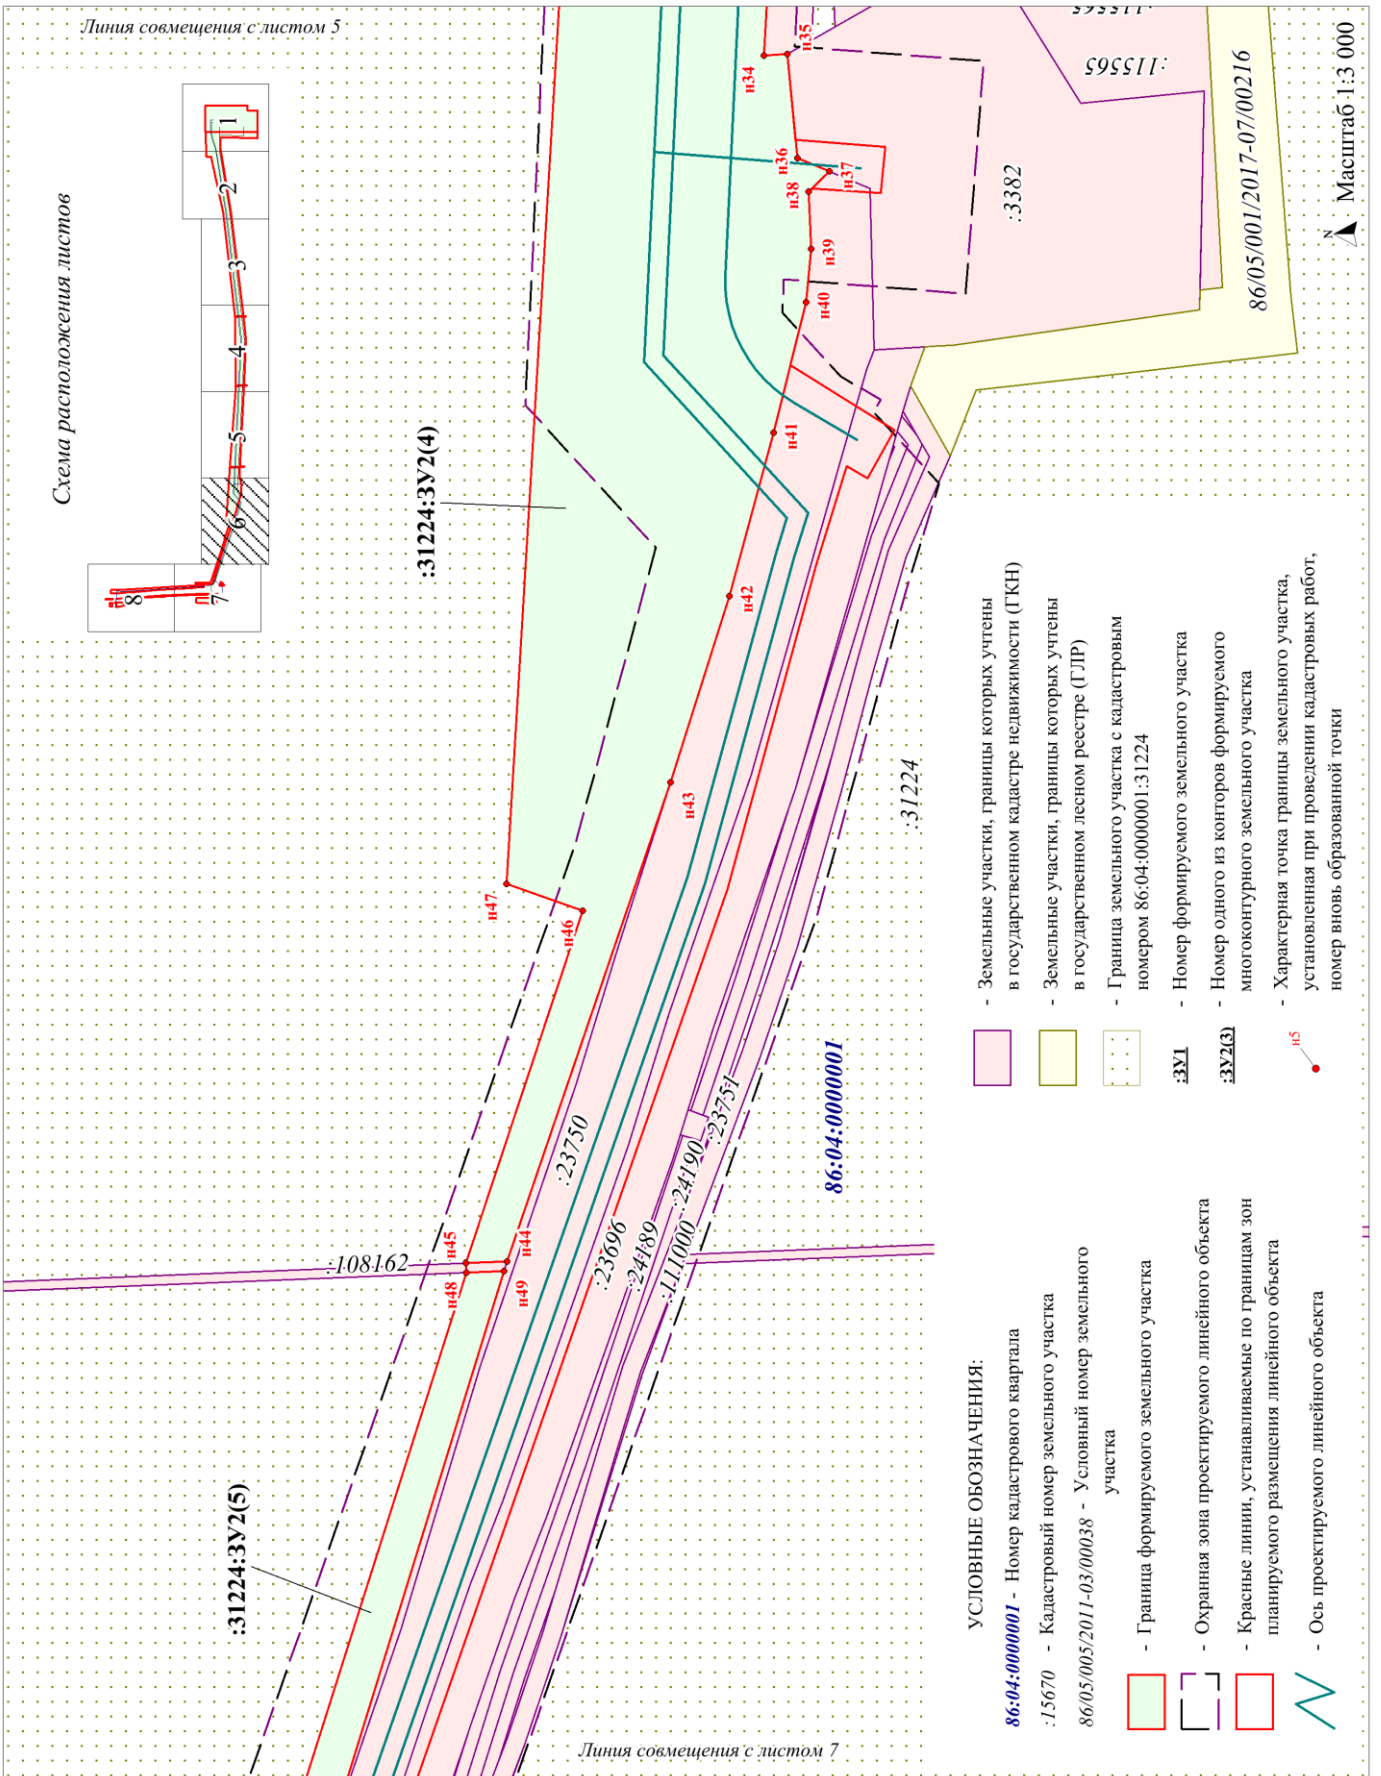 Линия совмещения с листом 5
Схема расположения листов
1
2
3
4
5
6
7
8
:31224:ЗУ2(4)
:31224:ЗУ2(5)
н34
н35
н36
н37
н38
н39
н40
н41
н42
н43
н44
н45
н46
н47
н48
н49
:115565
:115565
:3382
86/05/001/2017-07/00216
:31224
:108162
:23750
:23696
:24189
:24190
:111000
:23751
86:04:0000001
N
Масштаб 1:3 000
Линия совмещения с листом 7
УСЛОВНЫЕ ОБОЗНАЧЕНИЯ:
86:04:0000001 - Номер кадастрового квартала
:15670 - Кадастровый номер земельного участка
86/05/005/2011-03/00038 - Условный номер земельного
участка
- Граница формируемого земельного участка
- Охранная зона проектируемого линейного объекта
- Красные линии, устанавливаемые по границам зон
планируемого размещения линейного объекта
- Ось проектируемого линейного объекта
- Земельные участки, границы которых учтены
в государственном кадастре недвижимости (ГКН)
- Земельные участки, границы которых учтены
в государственном лесном реестре (ГЛР)
- Граница земельного участка с кадастровым
номером 86:04:0000001:31224
:ЗУ1 - Номер формируемого земельного участка
:ЗУ2(3) - Номер одного из конторов формируемого
многоконтурного земельного участка
н5 - Характерная точка границы земельного участка,
установленная при проведении кадастровых работ,
номер вновь образованной точки